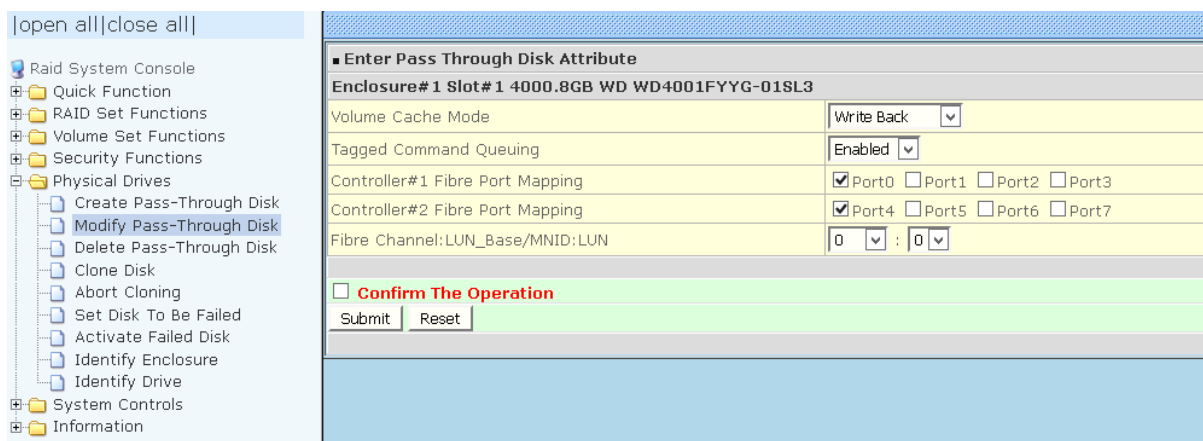 |open all|close all|
Raid System Console
Quick Function
RAID Set Functions
Volume Set Functions
Security Functions
Physical Drives
Create Pass-Through Disk
Modify Pass-Through Disk
Delete Pass-Through Disk
Clone Disk
Abort Cloning
Set Disk To Be Failed
Activate Failed Disk
Identify Enclosure
Identify Drive
System Controls
Information
Enter Pass Through Disk Attribute
Enclosure#1 Slot#1 4000.8GB WD WD4001FYYG-01SL3
Volume Cache Mode Write Back
Tagged Command Queuing Enabled
Controller#1 Fibre Port Mapping Port0 Port1 Port2 Port3
Controller#2 Fibre Port Mapping Port4 Port5 Port6 Port7
Fibre Channel:LUN_Base/MNID:LUN 0 : 0
Confirm The Operation
Submit Reset